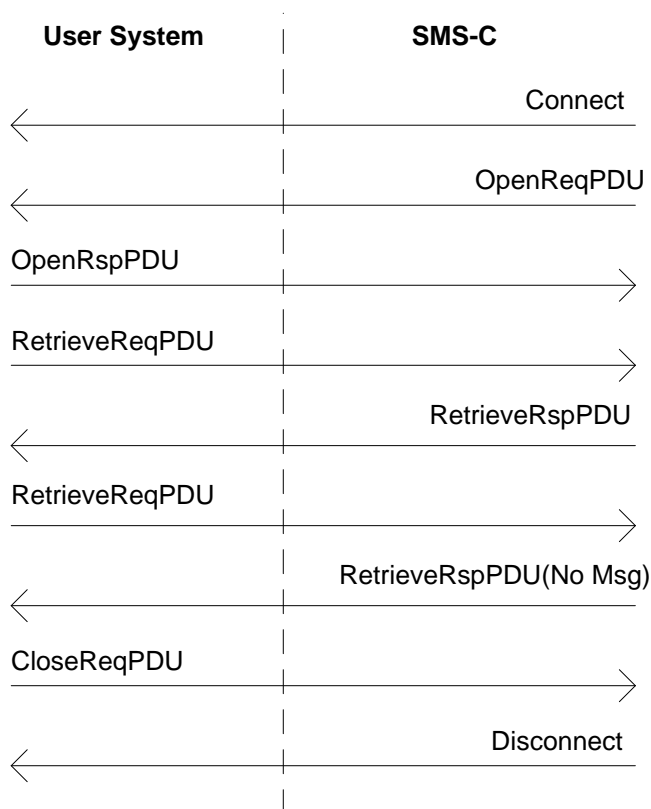 User System SMS-C
Connect
OpenReqPDU
OpenRspPDU
RetrieveReqPDU
RetrieveRspPDU
RetrieveReqPDU
RetrieveRspPDU(No Msg)
CloseReqPDU
Disconnect